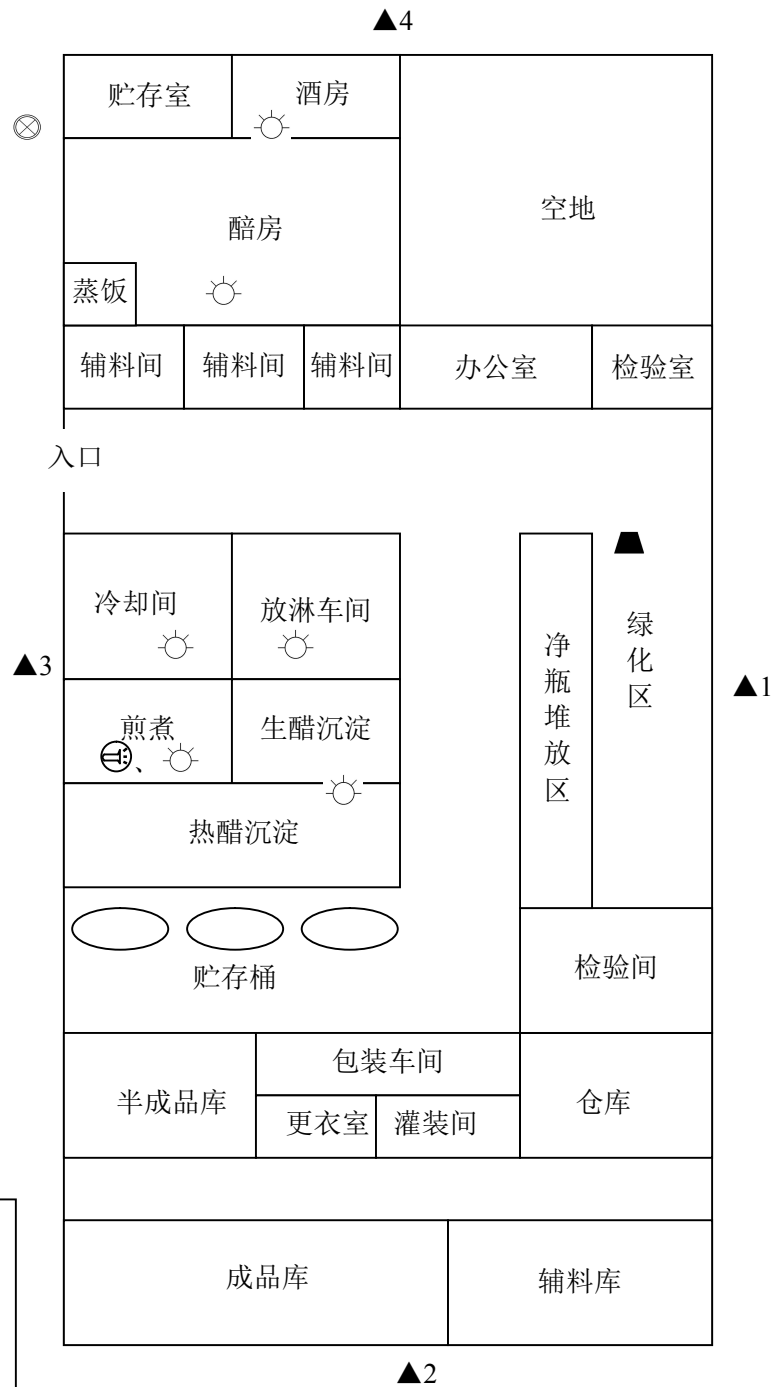 ▲4
贮存室
酒房
空地
醅房
蒸饭
辅料间
辅料间
辅料间
办公室
检验室
入口
冷却间
放淋车间
净瓶堆放区
绿化区
▲3
▲1
煎煮
生醋沉淀
、
热醋沉淀
贮存桶
检验间
半成品库
包装车间
更衣室
灌装间
仓库
成品库
辅料库
▲2